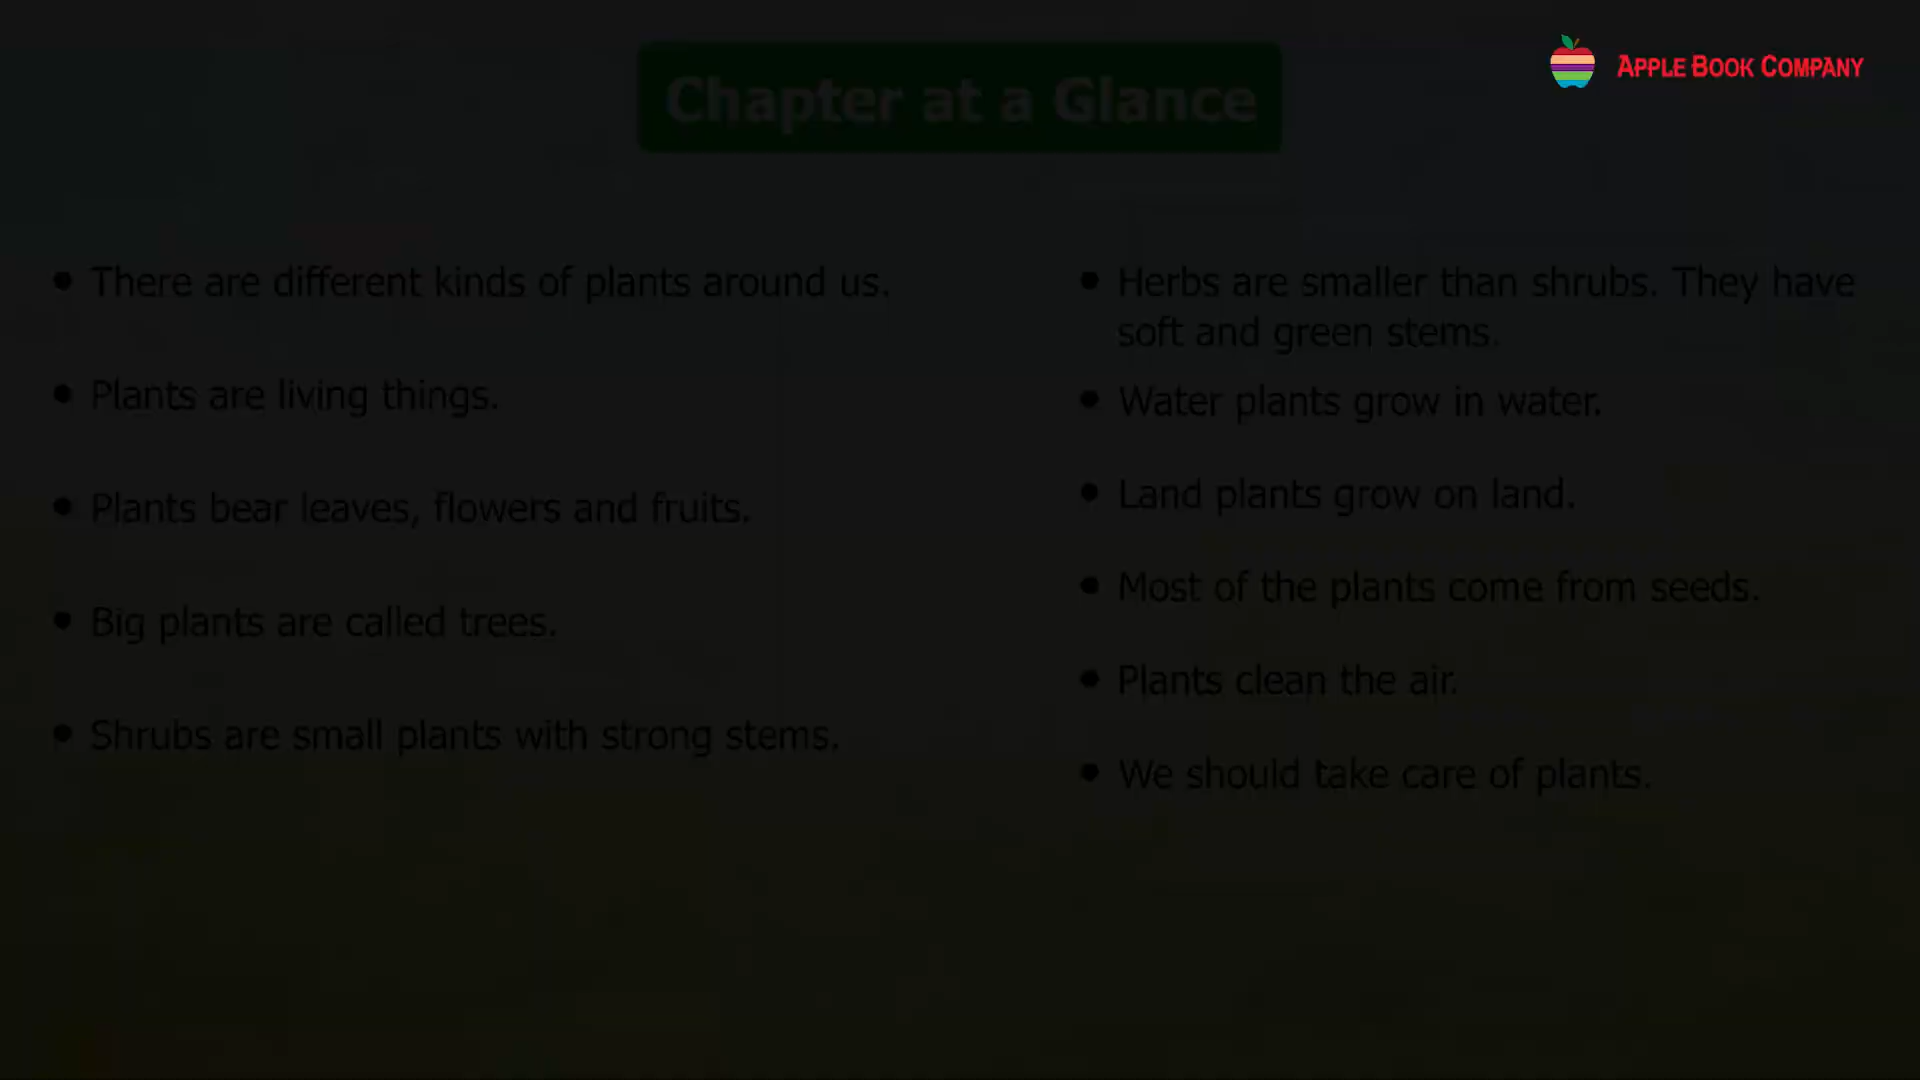 APPLE BOOK COMPANY
Chapter at a Glance
• There are different kinds of plants around us.
• Plants are living things.
• Plants bear leaves, flowers and fruits.
• Big plants are called trees.
• Shrubs are small plants with strong stems.
• Herbs are smaller than shrubs. They have
soft and green stems.
• Water plants grow in water.
• Land plants grow on land.
• Most of the plants come from seeds.
• Plants clean the air.
• We should take care of plants.